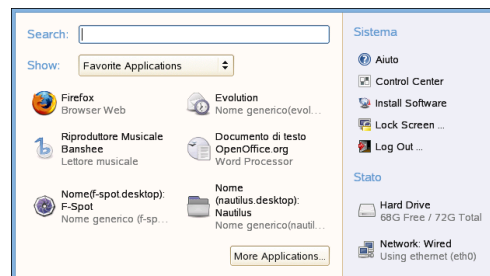 Search:
Show:
Favorite Applications
Firefox
Browser Web
Evolution
Nome generico(evol...
Riproduttore Musicale
Banshee
Lettore musicale
Documento di testo
OpenOffice.org
Word Processor
Nome(f-spot.desktop):
F-Spot
Nome generico (f-sp...
Nome
(nautilus.desktop):
Nautilus
Nome generico(nautil...
More Applications...
Sistema
Aiuto
Control Center
Install Software
Lock Screen ...
Log Out ...
Stato
Hard Drive
68G Free / 72G Total
Network: Wired
Using ethernet (eth0)